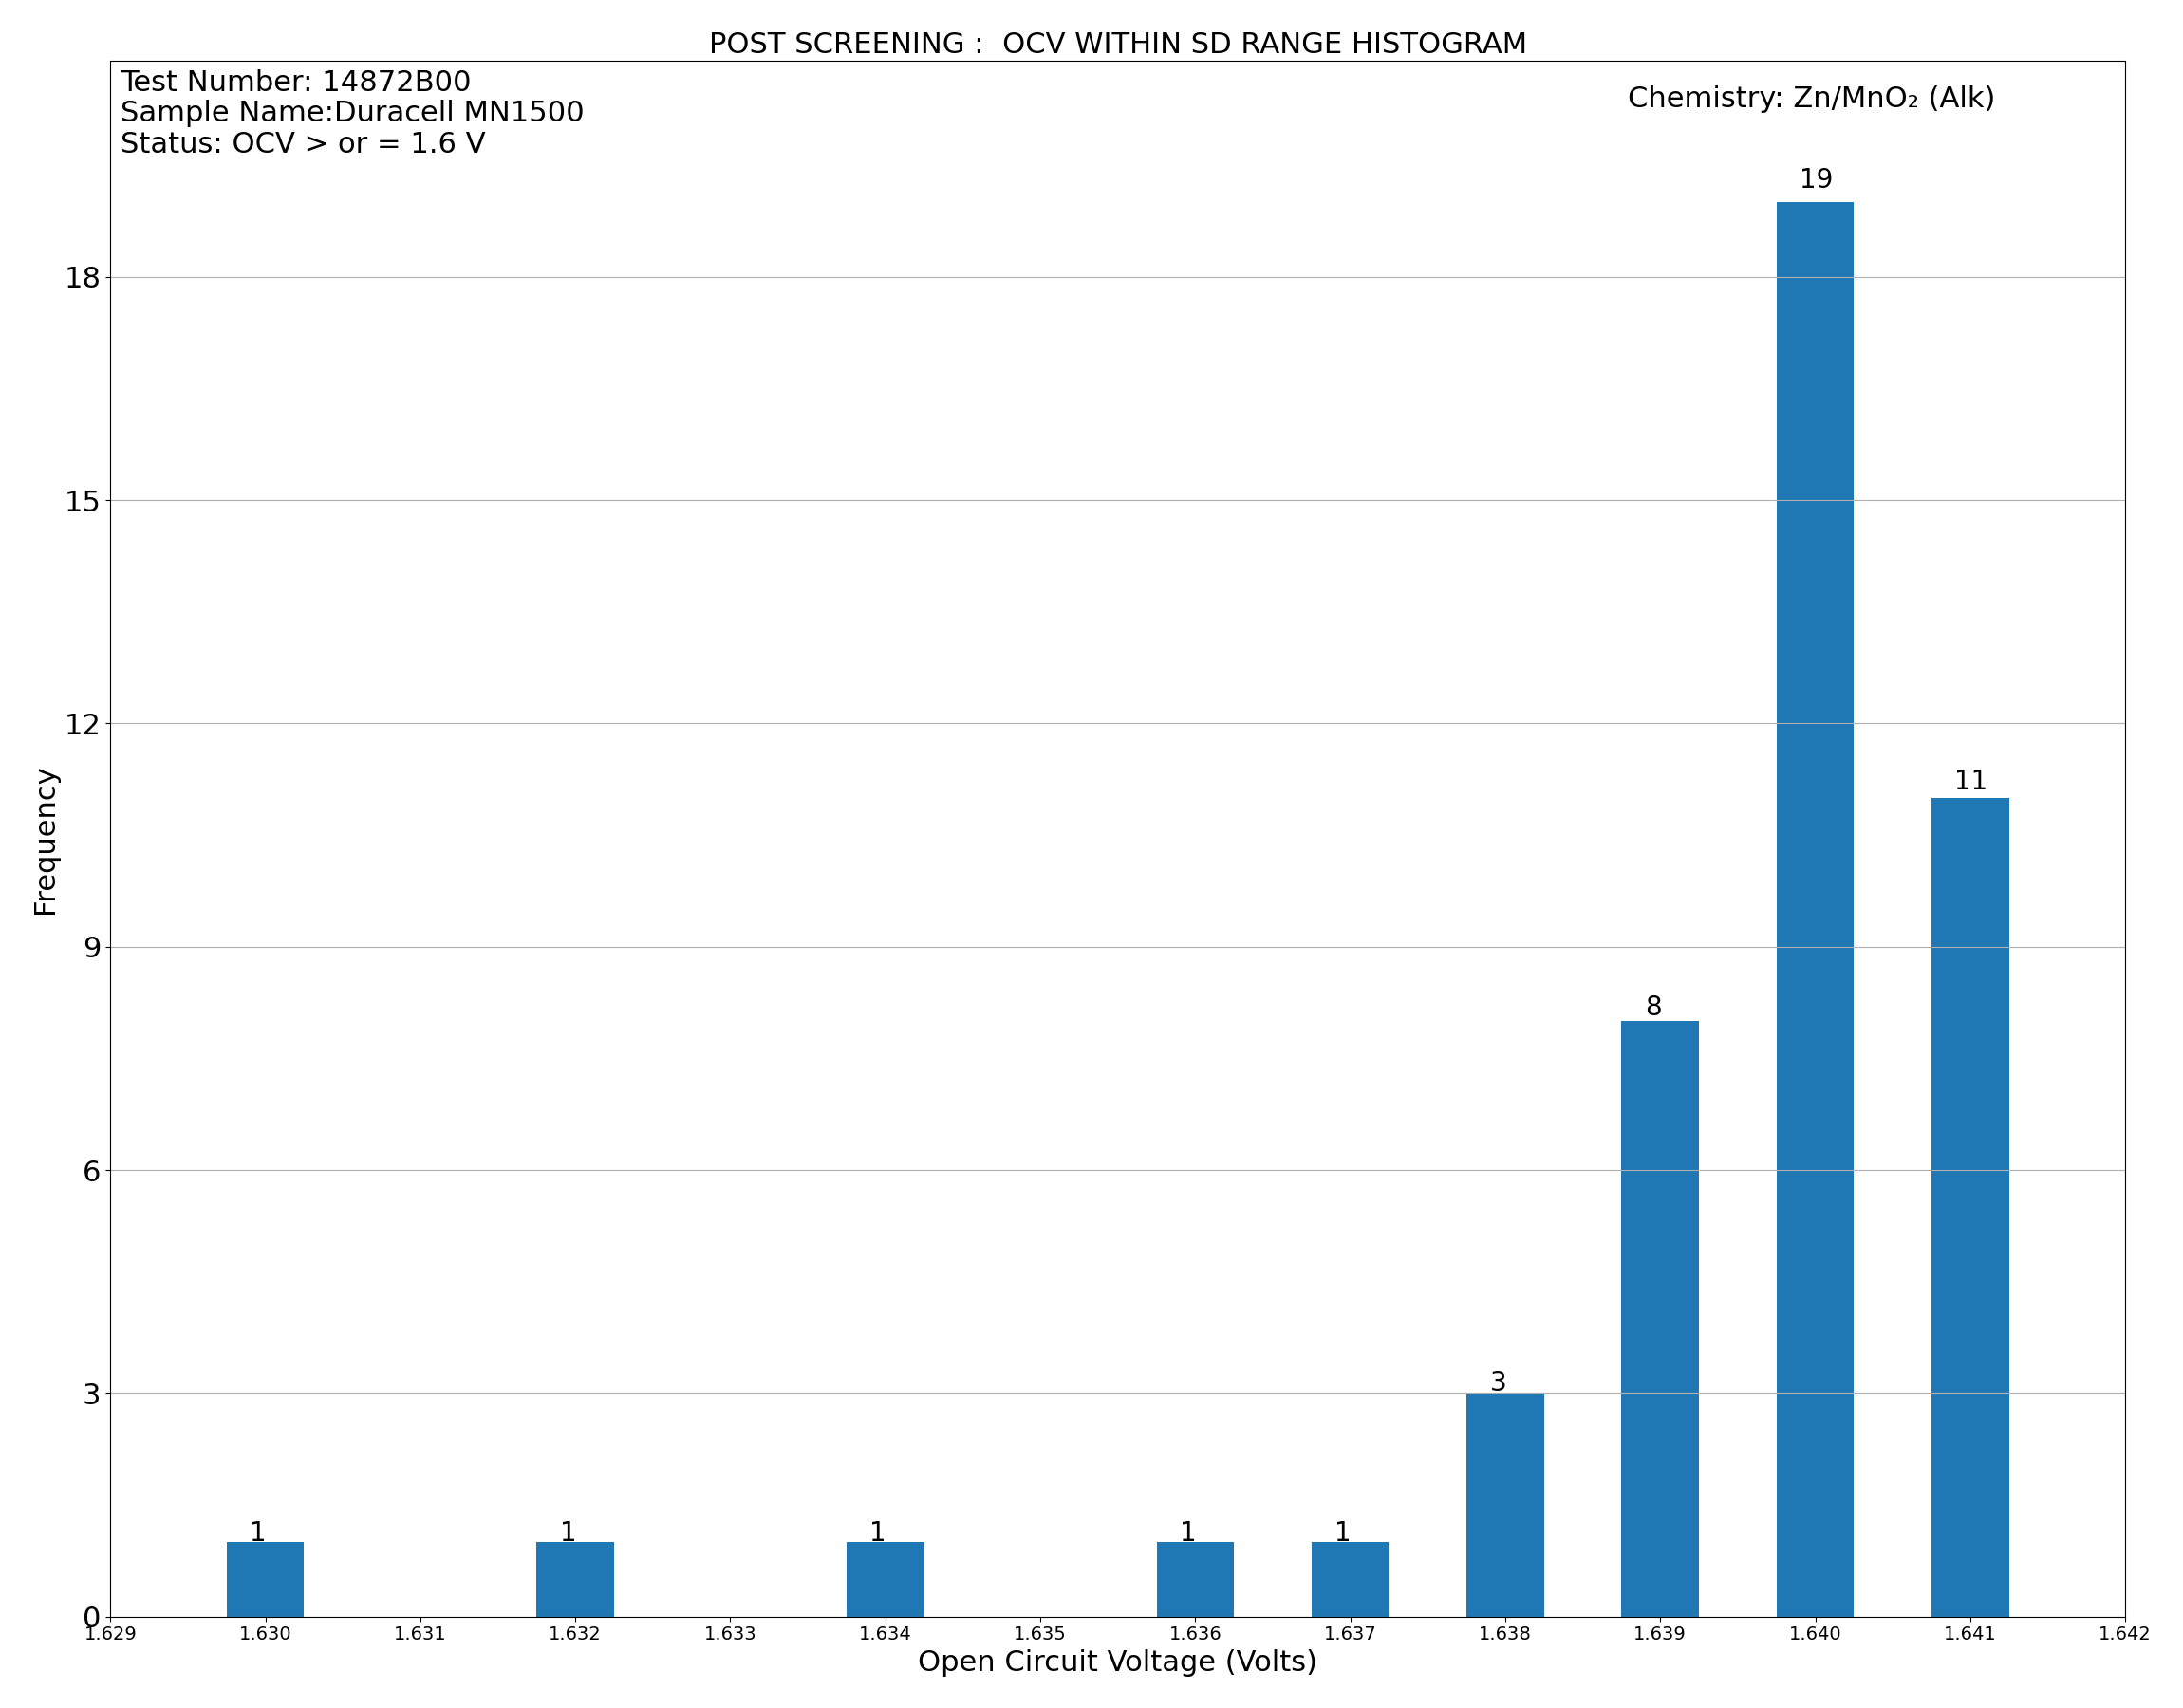 POST SCREENING :  OCV WITHIN SD RANGE HISTOGRAM
Test Number: 14872B00
Sample Name:Duracell MN1500
Status: OCV > or = 1.6 V
Chemistry: Zn/MnO₂ (Alk)
19
18
15
12
11
Frequency
9
8
6
3
3
1
1
1
1
1
0
1.629 1.630 1.631 1.632 1.633 1.634 1.635 1.636 1.637 1.638 1.639 1.640 1.641 1.642
Open Circuit Voltage (Volts)